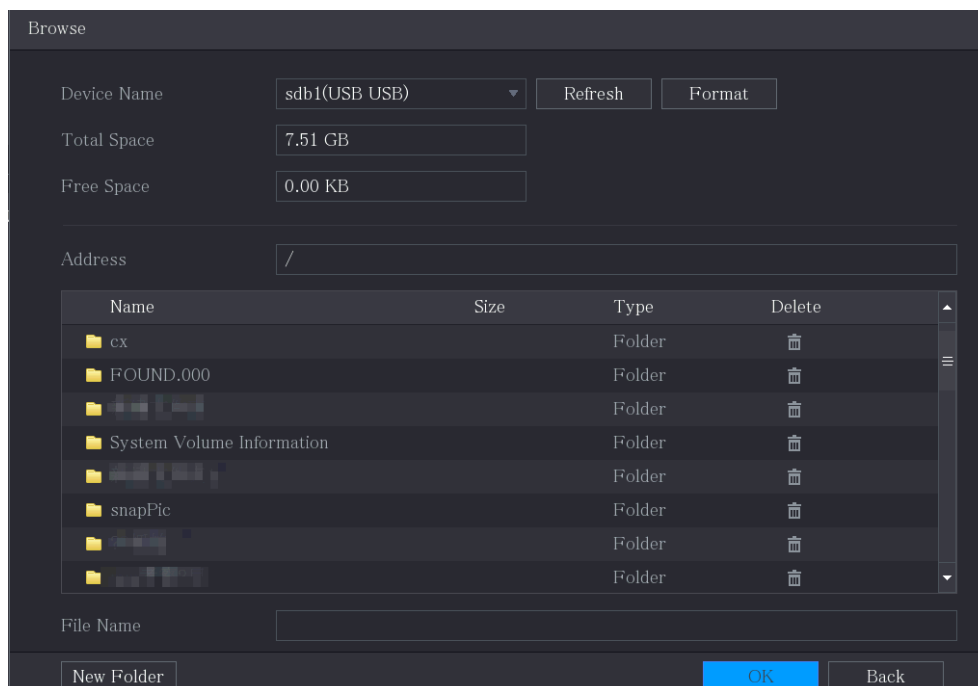 Browse
Device Name sdb1(USB USB) Refresh Format
Total Space 7.51 GB
Free Space 0.00 KB
Address /
Name Size Type Delete
cx Folder
FOUND.000 Folder
Folder
System Volume Information Folder
Folder
snapPic Folder
Folder
Folder
File Name
New Folder OK Back